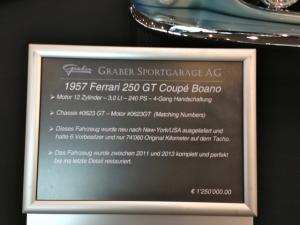 Graber GRABER SPORTGARAGE AG
1957 Ferrari 250 GT Coupé Boano
➤ Motor 12 Zylinder – 3,0 Lt – 240 PS – 4-Gang Handschaltung
➤ Chassis #0623 GT – Motor #0623GT (Matching Numbers)
➤ Dieses Fahrzeug wurde neu nach New-York/USA ausgeliefert und
hatte 6 Vorbesitzer und nur 74'060 Original Kilometer auf dem Tacho.
➤ Das Fahrzeug wurde zwischen 2011 und 2013 komplett und perfekt
bis ins letzte Detail restauriert.
€ 1'250'000.00